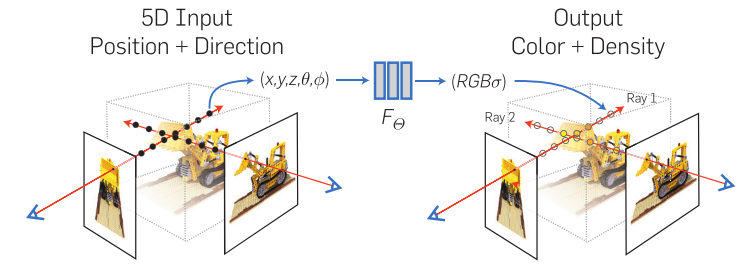 5D Input
Position + Direction
Output
Color + Density
(x,y,z,θ,ϕ)
F_Θ
(RGBσ)
Ray 1
Ray 2